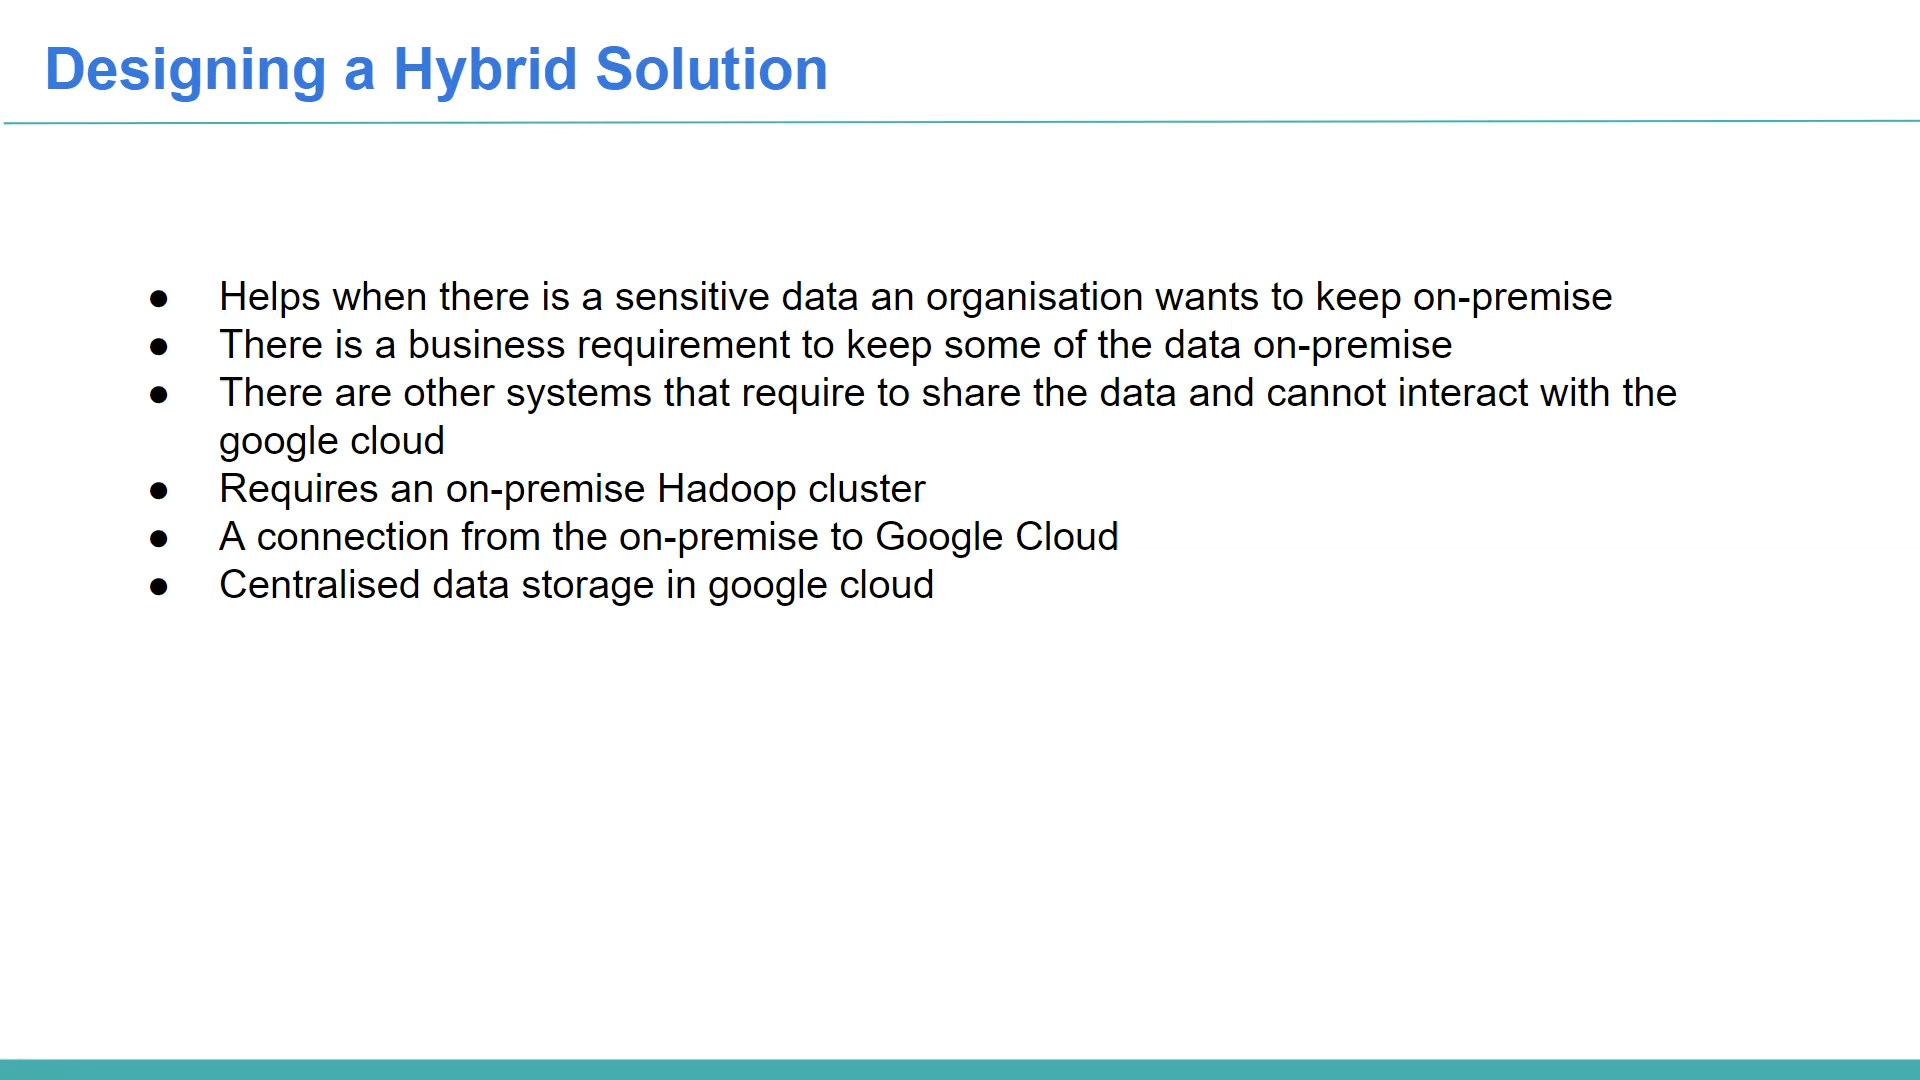 Designing a Hybrid Solution
● Helps when there is a sensitive data an organisation wants to keep on-premise
● There is a business requirement to keep some of the data on-premise
● There are other systems that require to share the data and cannot interact with the
google cloud
● Requires an on-premise Hadoop cluster
● A connection from the on-premise to Google Cloud
● Centralised data storage in google cloud